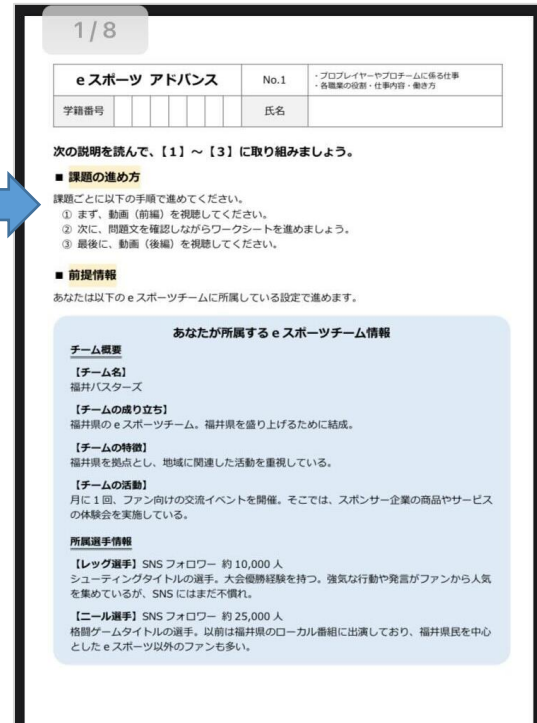 1/8
eスポーツ アドバンス
No.1
・プロプレイヤーやプロチームに係る仕事
・各職業の役割・仕事内容・働き方
学籍番号
氏名
次の説明を読んで、【1】～【3】に取り組みましょう。
■ 課題の進め方
課題ごとに以下の手順で進めてください。
① まず、動画（前編）を視聴してください。
② 次に、問題文を確認しながらワークシートを進めましょう。
③ 最後に、動画（後編）を視聴してください。
■ 前提情報
あなたは以下のeスポーツチームに所属している設定で進めます。
あなたが所属するeスポーツチーム情報
チーム概要
【チーム名】
福井バスターズ
【チームの成り立ち】
福井県のeスポーツチーム。福井県を盛り上げるために結成。
【チームの特徴】
福井県を拠点とし、地域に関連した活動を重視している。
【チームの活動】
月に1回、ファン向けの交流イベントを開催。そこでは、スポンサー企業の商品やサービス
の体験会を実施している。
所属選手情報
【レッグ選手】SNSフォロワー 約10,000人
シューティングタイトルの選手。大会優勝経験を持つ。強気な行動や発言がファンから人気
を集めているが、SNSにはまだ不慣れ。
【ニール選手】SNSフォロワー 約25,000人
格闘ゲームタイトルの選手。以前は福井県のローカル番組に出演しており、福井県民を中心
としたeスポーツ以外のファンも多い。